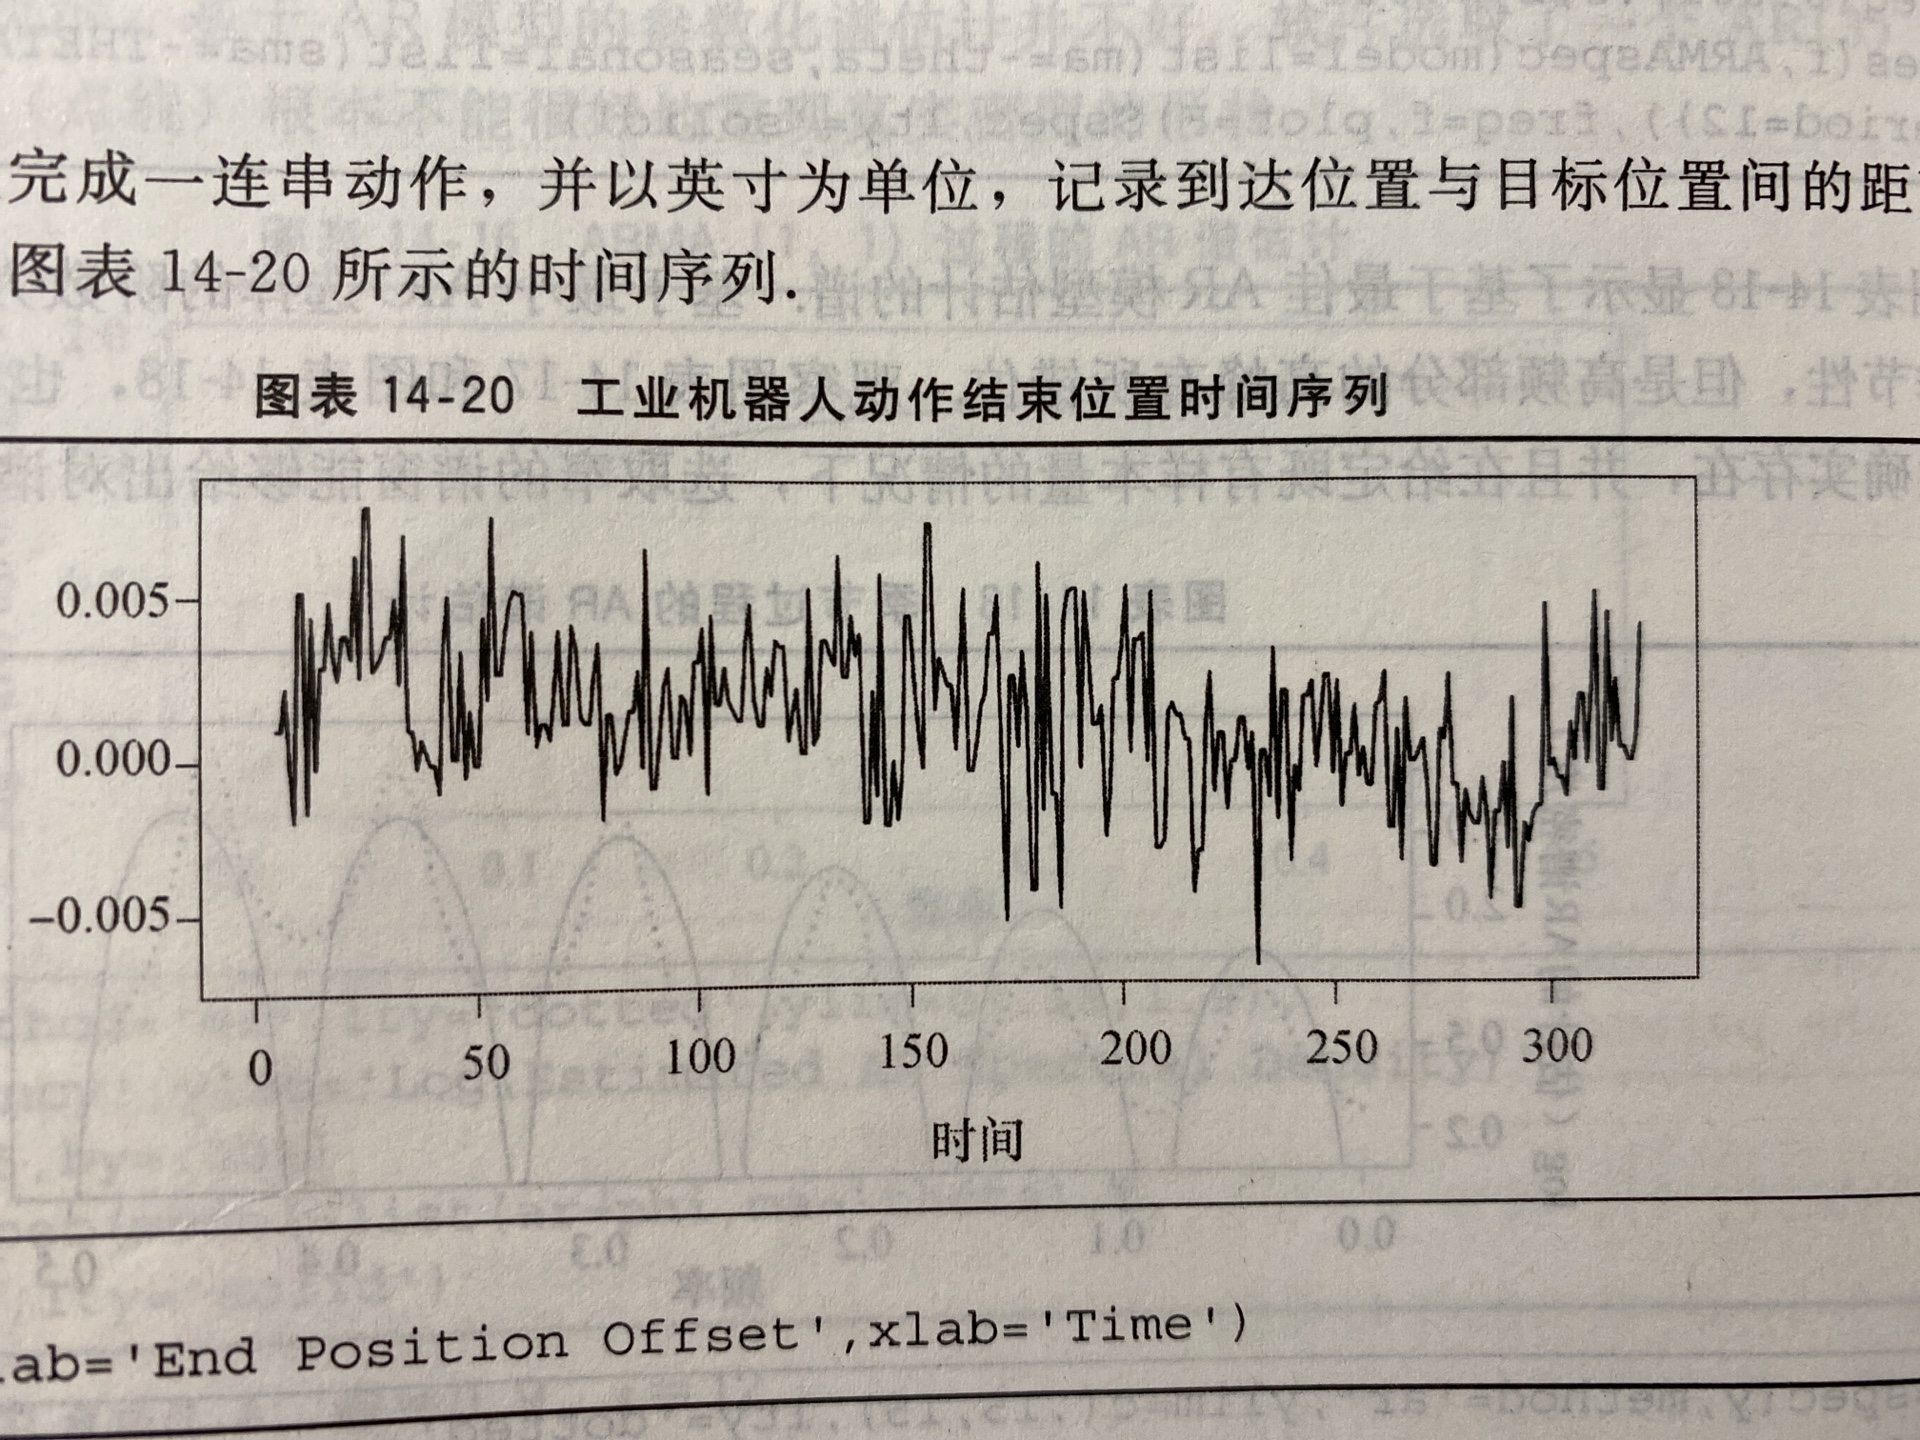 完成一连串动作，并以英寸为单位，记录到达位置与目标位置间的距
图表 14-20 所示的时间序列.
图表 14-20 工业机器人动作结束位置时间序列
0.005
0.000
-0.005
0 50 100 150 200 250 300
时间
lab='End Position Offset',xlab='Time')